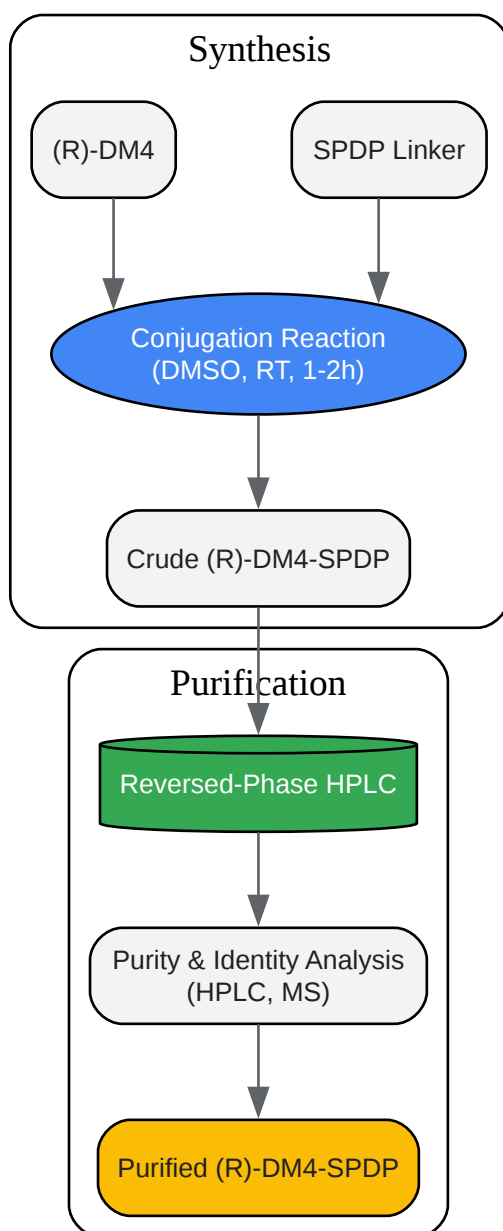 Synthesis
(R)-DM4
SPDP Linker
Conjugation Reaction
(DMSO, RT, 1-2h)
Crude (R)-DM4-SPDP
Purification
Reversed-Phase HPLC
Purity & Identity Analysis
(HPLC, MS)
Purified (R)-DM4-SPDP